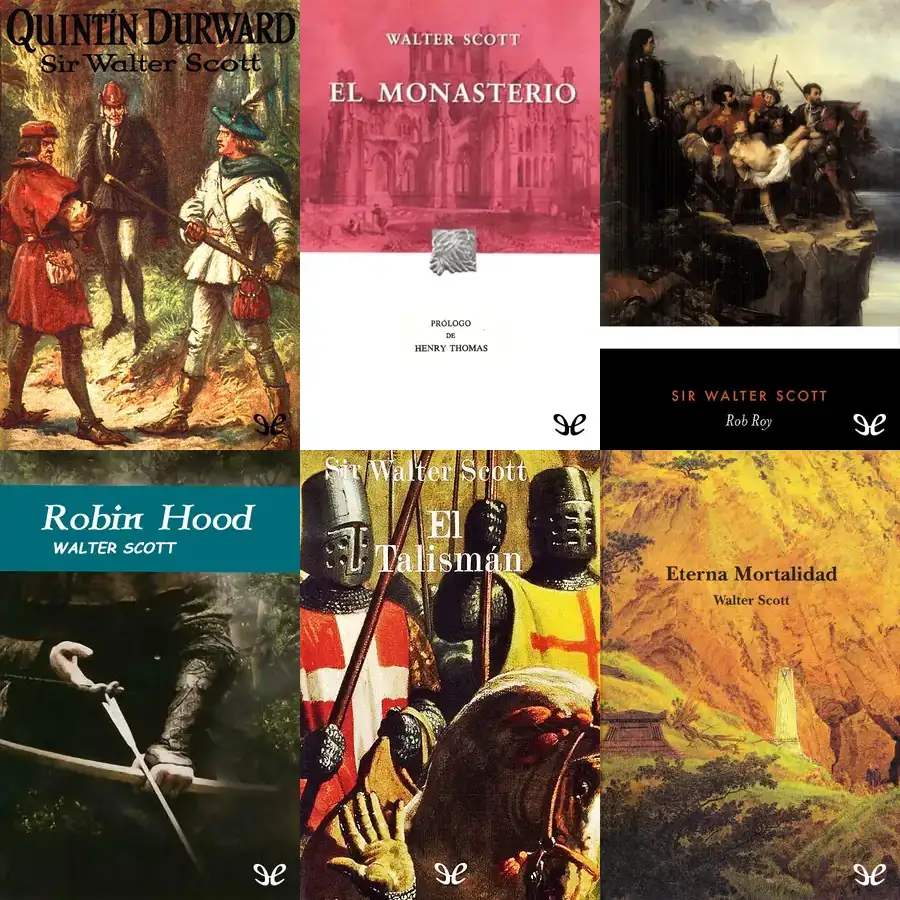 QUINTÍN DURWARD
Sir Walter Scott
WALTER SCOTT
EL MONASTERIO
PRÓLOGO
DE
HENRY THOMAS
SIR WALTER SCOTT
Rob Roy
Robin Hood
WALTER SCOTT
Sir Walter Scott
El
Talismán
Eterna Mortalidad
Walter Scott